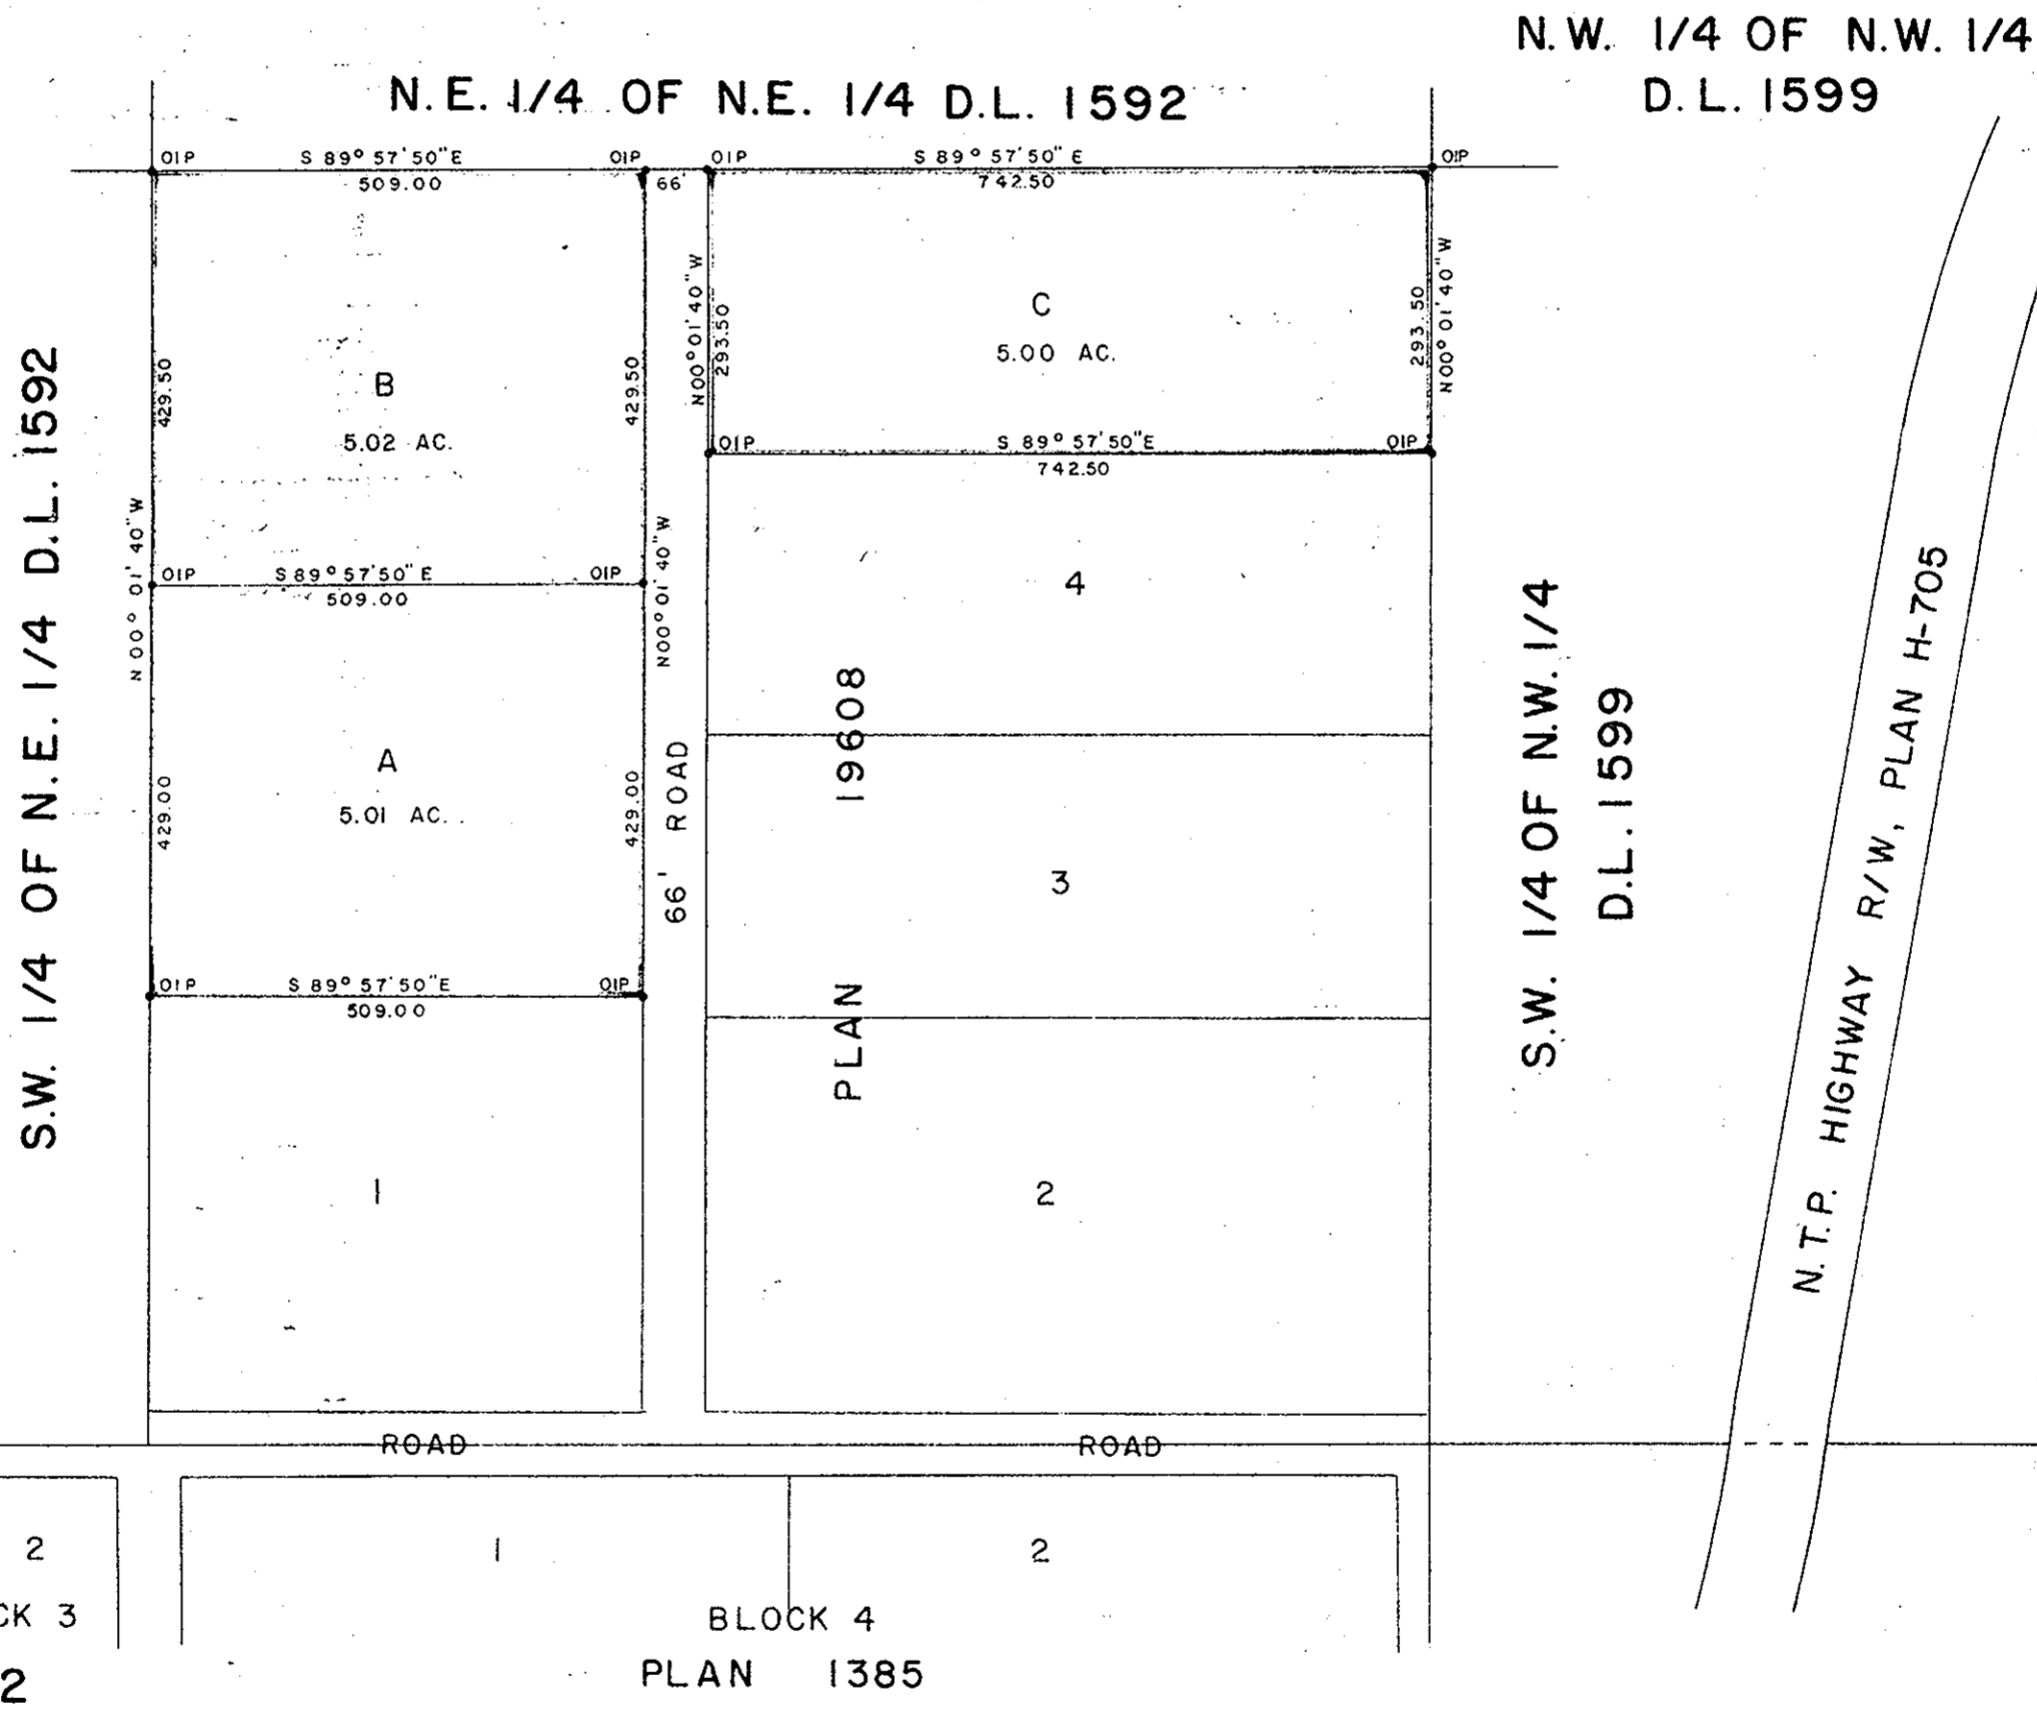 N.W. 1/4 OF N.W. 1/4
D.L. 1599
N.E. 1/4 OF N.E. 1/4 D.L. 1592
OIP S 89° 57' 50" E OIP OIP S 89° 57' 50" E OIP
509.00 66' 742.50
S.W. 1/4 OF N.E. 1/4 D.L. 1592
429.50
B
5.02 AC.
429.50
N00° 01' 40" W
293.50
C
5.00 AC.
293.50
N00° 01' 40" W
OIP S 89° 57' 50" E OIP
742.50
N00° 01' 40" W
OIP S 89° 57' 50" E OIP
509.00
N00° 01' 40" W
4
429.00
A
5.01 AC.
429.00
66' ROAD
PLAN 19608
3
S.W. 1/4 OF N.W. 1/4
D.L. 1599
N.T.P. HIGHWAY R/W, PLAN H-705
OIP S 89° 57' 50" E OIP
509.00
1
2
ROAD ROAD
2 1 2
CK 3
BLOCK 4
PLAN 1385
2